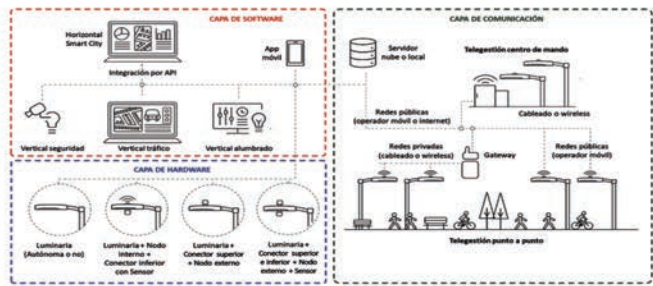 CAPA DE SOFTWARE
Horizontal
Smart City
Integración por API
App
móvil
Vertical seguridad
Vertical tráfico
Vertical alumbrado
CAPA DE HARDWARE
Luminaria
(Autónoma o no)
Luminaria + Nodo
interno +
Conector inferior
con Sensor
Luminaria +
Conector superior
+ Nodo externo
Luminaria +
Conector superior
e inferior + Nodo
externo + Sensor
CAPA DE COMUNICACIÓN
Servidor
nube o local
Telegestión centro de mando
Cableado o wireless
Redes públicas
(operador móvil o internet)
Redes privadas
(cableado o wireless)
Gateway
Redes públicas
(operador móvil)
Telegestión punto a punto